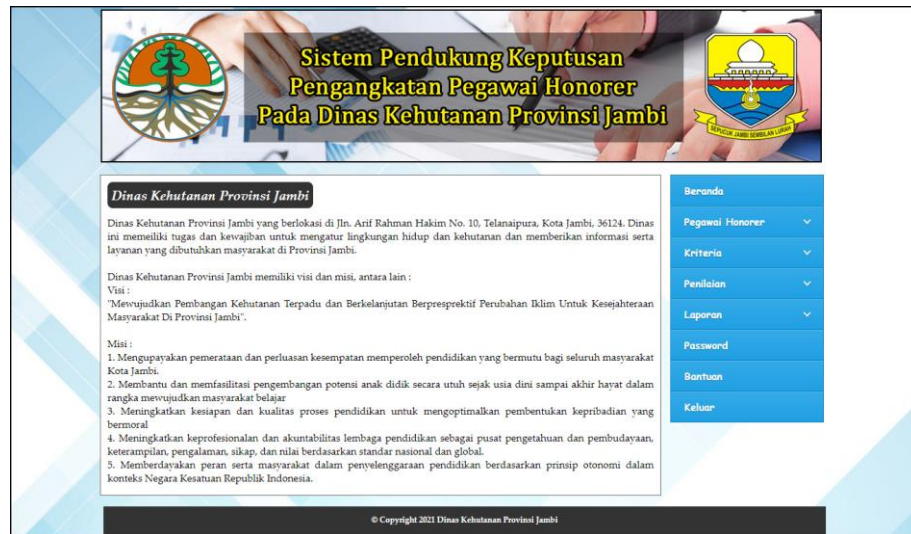 Sistem Pendukung Keputusan
Pengangkatan Pegawai Honorer
Pada Dinas Kehutanan Provinsi Jambi
SEPUCUK JAMBI SEMBILAN LURAH
Dinas Kehutanan Provinsi Jambi
Dinas Kehutanan Provinsi Jambi yang berlokasi di Jln. Arif Rahman Hakim No. 10, Telanaipura, Kota Jambi, 36124. Dinas
ini memeiliki tugas dan kewajiban untuk mengatur lingkungan hidup dan kehutanan dan memberikan informasi serta
layanan yang dibutuhkan masyarakat di Provinsi Jambi.
Dinas Kehutanan Provinsi Jambi memiliki visi dan misi, antara lain :
Visi :
"Mewujudkan Pembangan Kehutanan Terpadu dan Berkelanjutan Berpresprektif Perubahan Iklim Untuk Kesejahteraan
Masyarakat Di Provinsi Jambi".
Misi :
1. Mengupayakan pemerataan dan perluasan kesempatan memperoleh pendidikan yang bermutu bagi seluruh masyarakat
Kota Jambi.
2. Membantu dan memfasilitasi pengembangan potensi anak didik secara utuh sejak usia dini sampai akhir hayat dalam
rangka mewujudkan masyarakat belajar
3. Meningkatkan kesiapan dan kualitas proses pendidikan untuk mengoptimalkan pembentukan kepribadian yang
bermoral
4. Meningkatkan keprofesionalan dan akuntabilitas lembaga pendidikan sebagai pusat pengetahuan dan pembudayaan,
keterampilan, pengalaman, sikap, dan nilai berdasarkan standar nasional dan global.
5. Memberdayakan peran serta masyarakat dalam penyelenggaraan pendidikan berdasarkan prinsip otonomi dalam
konteks Negara Kesatuan Republik Indonesia.
Beranda
Pegawai Honorer
Kriteria
Penilaian
Laporan
Password
Bantuan
Keluar
© Copyright 2021 Dinas Kehutanan Provinsi Jambi